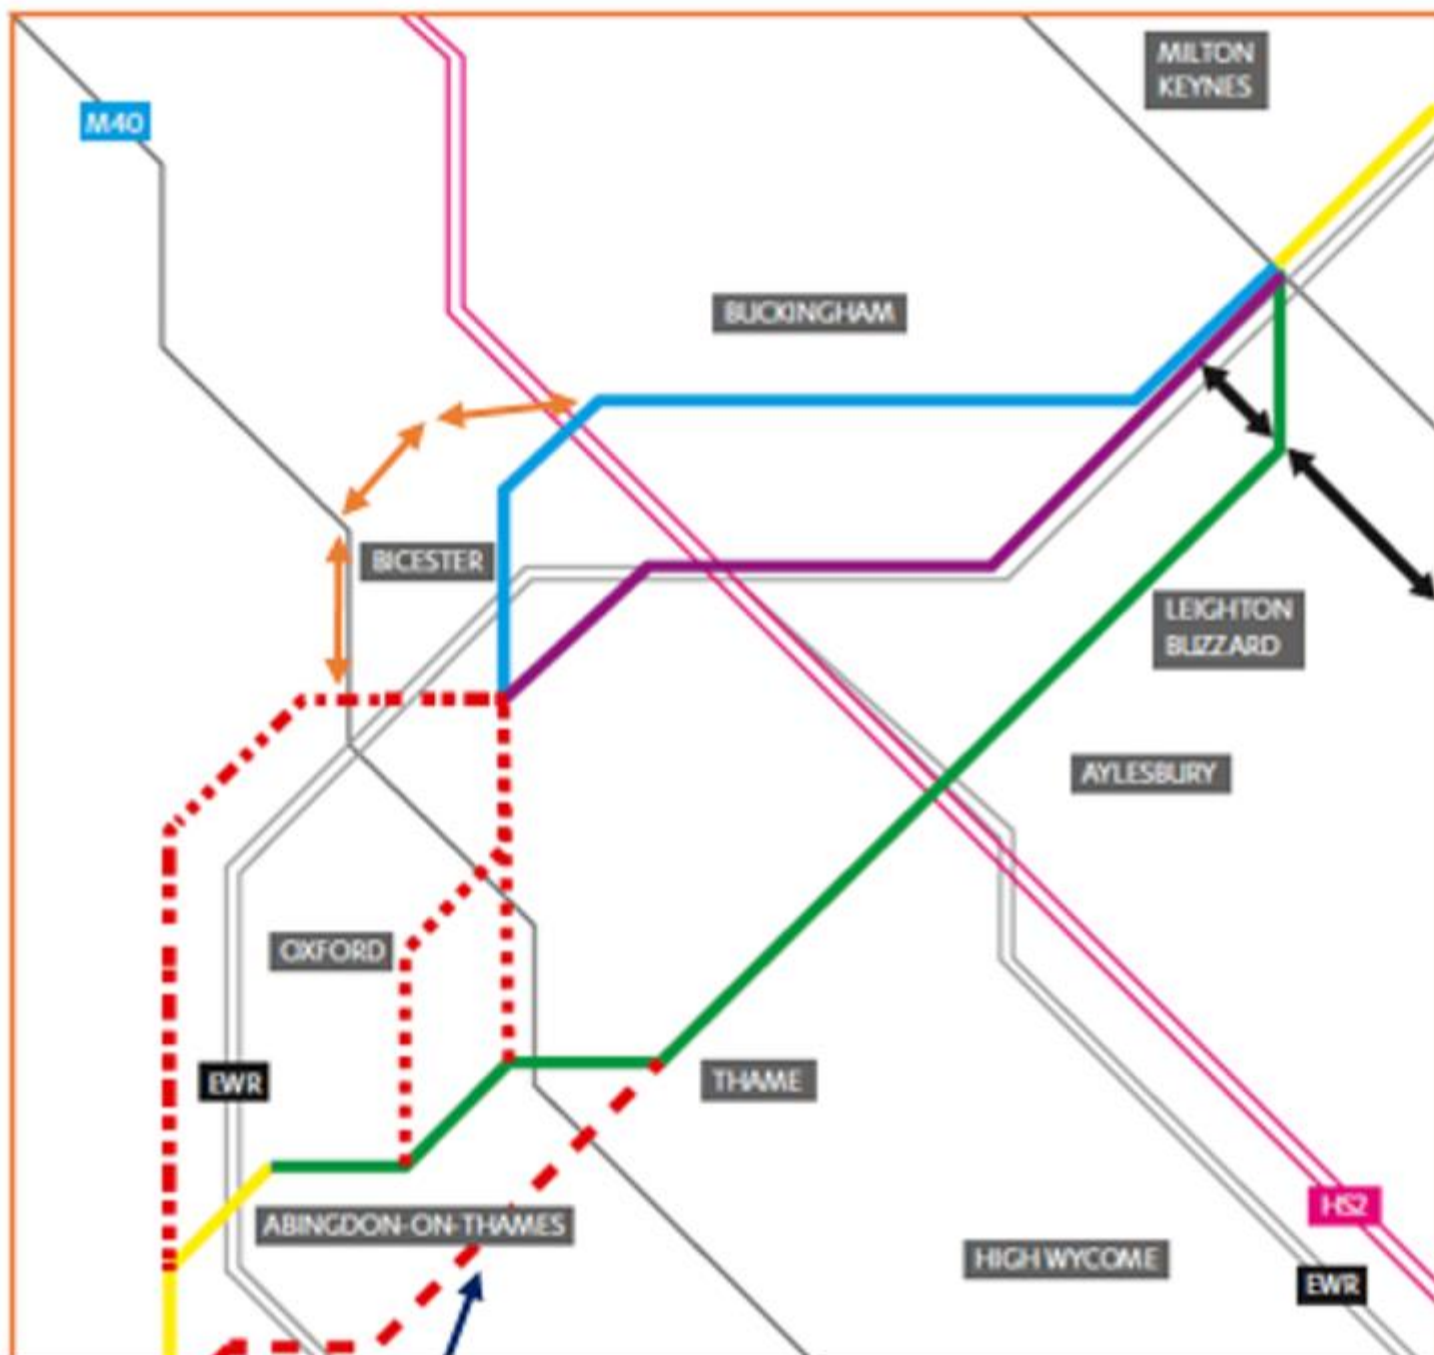 MILTON
KEYNES
M40
BUCKINGHAM
BICESTER
LEIGHTON
BUZZARD
AYLESBURY
OXFORD
EWR
THAME
HS2
ABINGDON-ON-THAMES
HIGH WYCOME
EWR